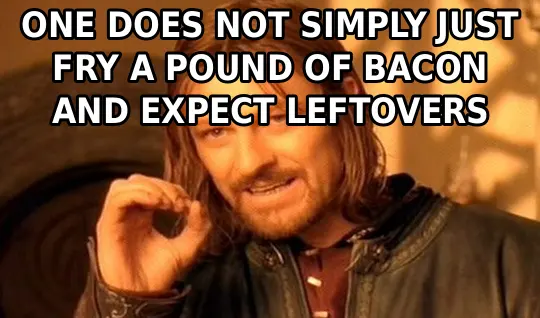 ONE DOES NOT SIMPLY JUST
FRY A POUND OF BACON
AND EXPECT LEFTOVERS